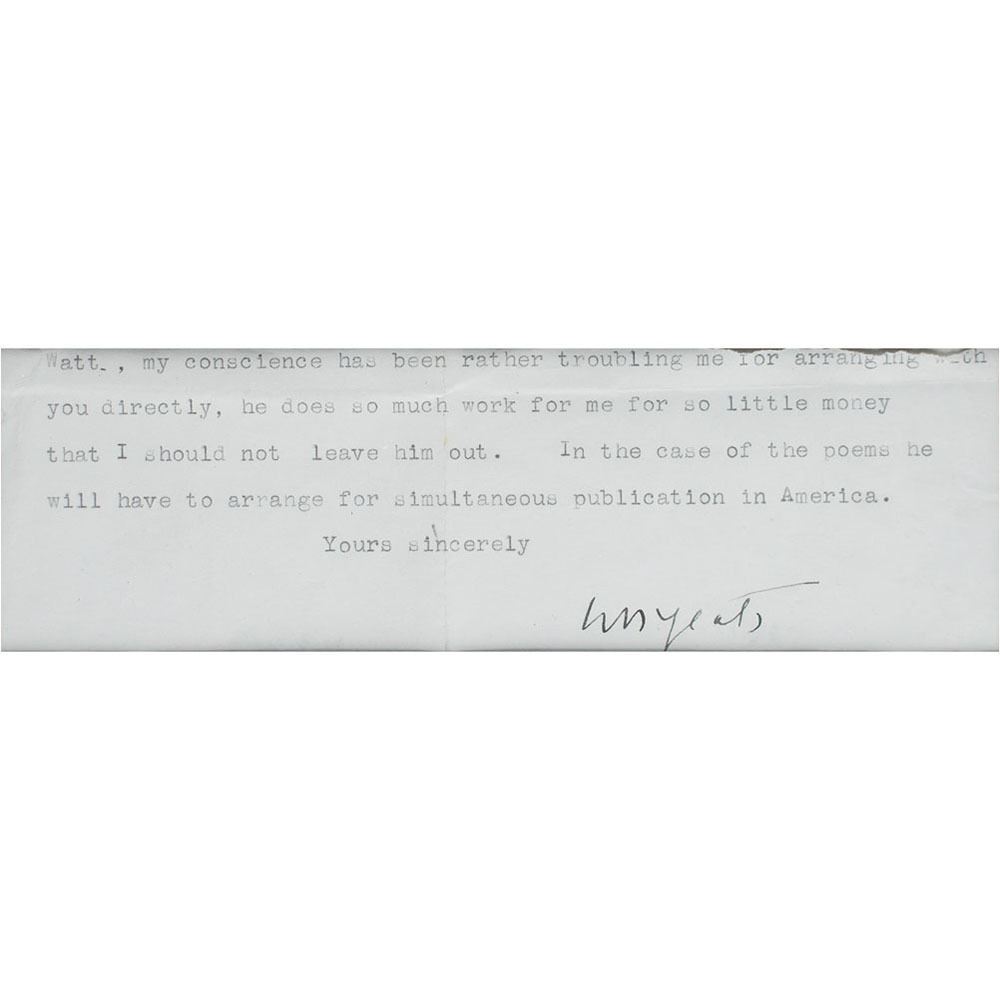 Watt., my conscience has been rather troubling me for arranging with
you directly, he does so much work for me for so little money
that I should not leave him out. In the case of the poems he
will have to arrange for simultaneous publication in America.
Yours sincerely
WB Yeats